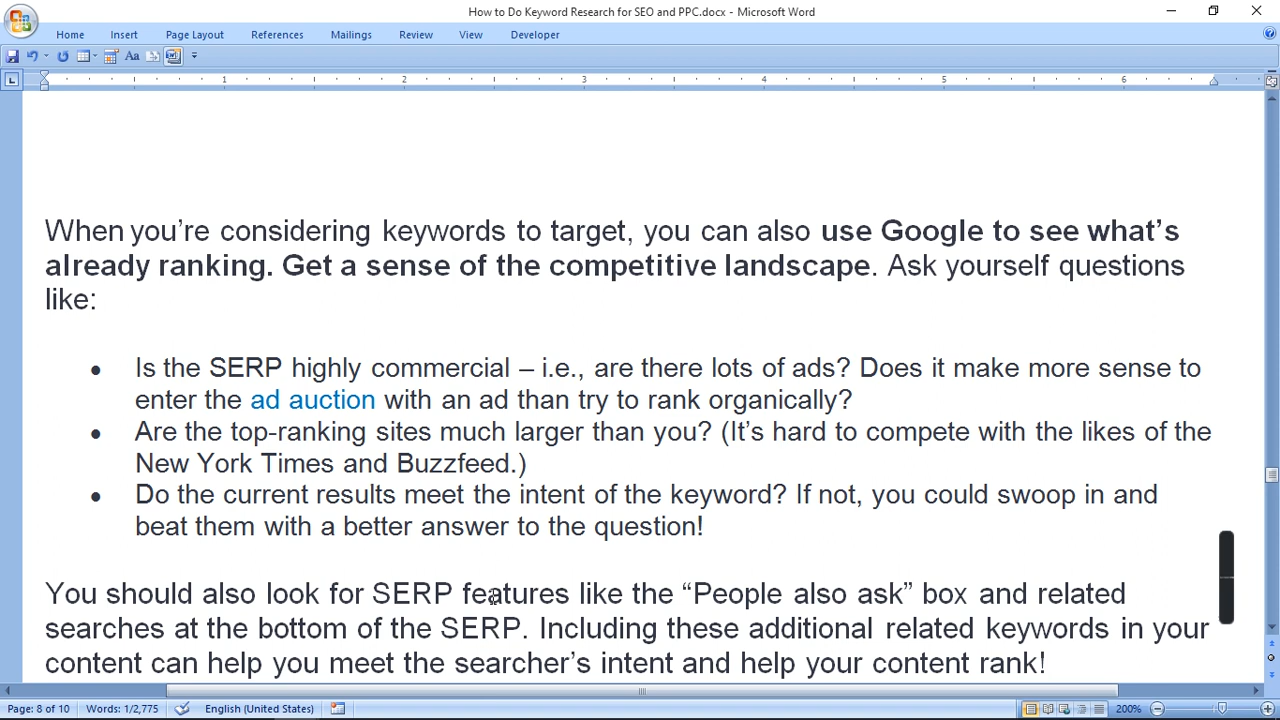 How to Do Keyword Research for SEO and PPC.docx - Microsoft Word
Home Insert Page Layout References Mailings Review View Developer
Aa
1 2 3 4 5 6
When you’re considering keywords to target, you can also use Google to see what’s
already ranking. Get a sense of the competitive landscape. Ask yourself questions
like:
• Is the SERP highly commercial – i.e., are there lots of ads? Does it make more sense to
enter the ad auction with an ad than try to rank organically?
• Are the top-ranking sites much larger than you? (It’s hard to compete with the likes of the
New York Times and Buzzfeed.)
• Do the current results meet the intent of the keyword? If not, you could swoop in and
beat them with a better answer to the question!
You should also look for SERP features like the “People also ask” box and related
searches at the bottom of the SERP. Including these additional related keywords in your
content can help you meet the searcher’s intent and help your content rank!
Page: 8 of 10 Words: 1/2,775 English (United States) 200%